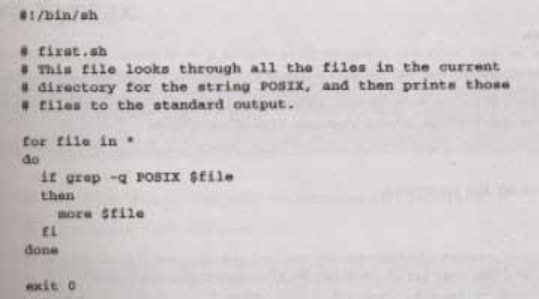 #!/bin/sh
# first.sh
# This file looks through all the files in the current
# directory for the string POSIX, and then prints those
# files to the standard output.
for file in *
do
if grep -q POSIX $file
then
more $file
fi
done
exit 0